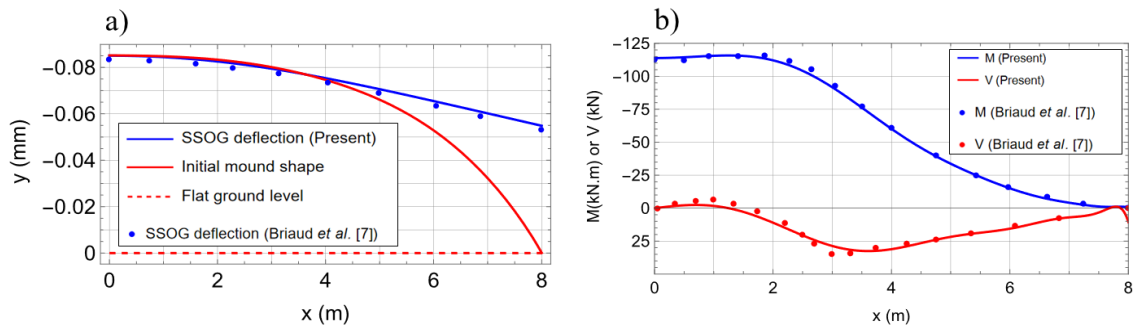 a)
y (mm)
-0.08
-0.06
-0.04
-0.02
0
SSOG deflection (Present)
Initial mound shape
Flat ground level
SSOG deflection (Briaud et al. [7])
0 2 4 6 8
x (m)
b)
M(kN.m) or V (kN)
-125
-100
-75
-50
-25
0
25
M (Present)
V (Present)
M (Briaud et al. [7])
V (Briaud et al. [7])
0 2 4 6 8
x (m)